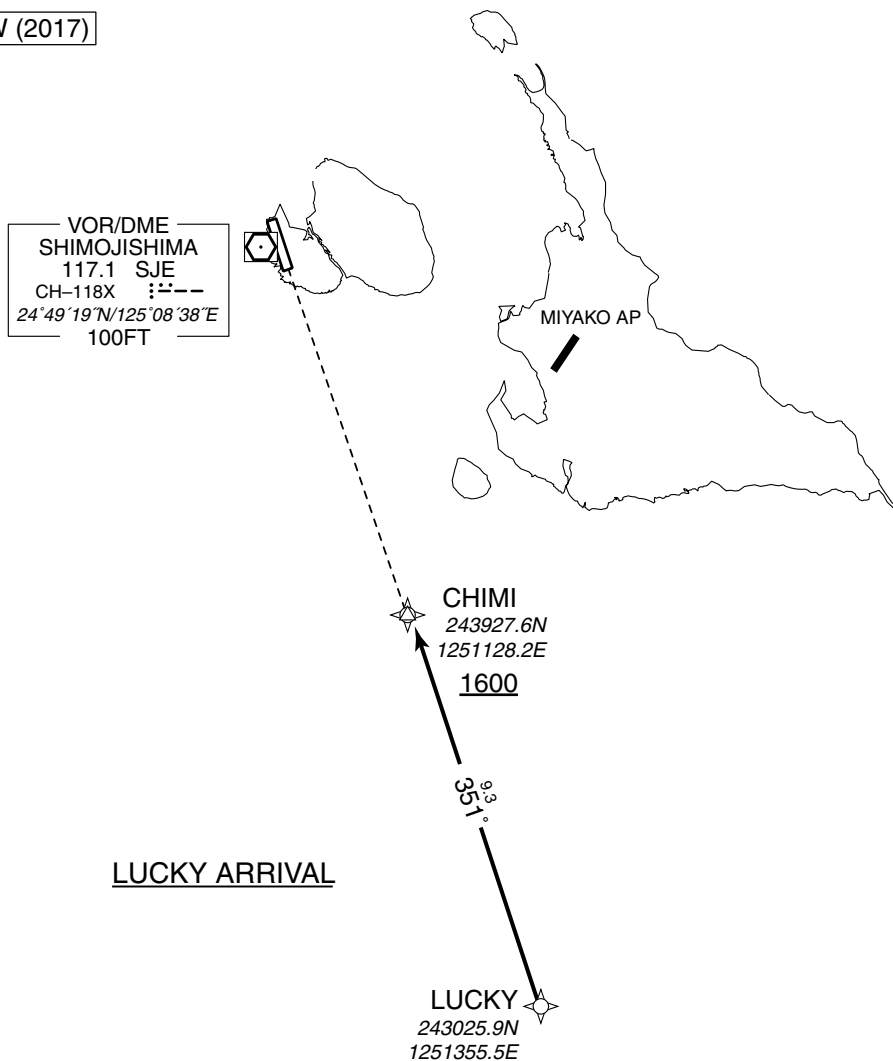 (2017)
VOR/DME
SHIMOJISHIMA
117.1 SJE
CH–118X
24°49´19˝N/125°08´38˝E
100FT
MIYAKO AP
CHIMI
243927.6N
1251128.2E
1600
9.3
351°
LUCKY ARRIVAL
LUCKY
243025.9N
1251355.5E